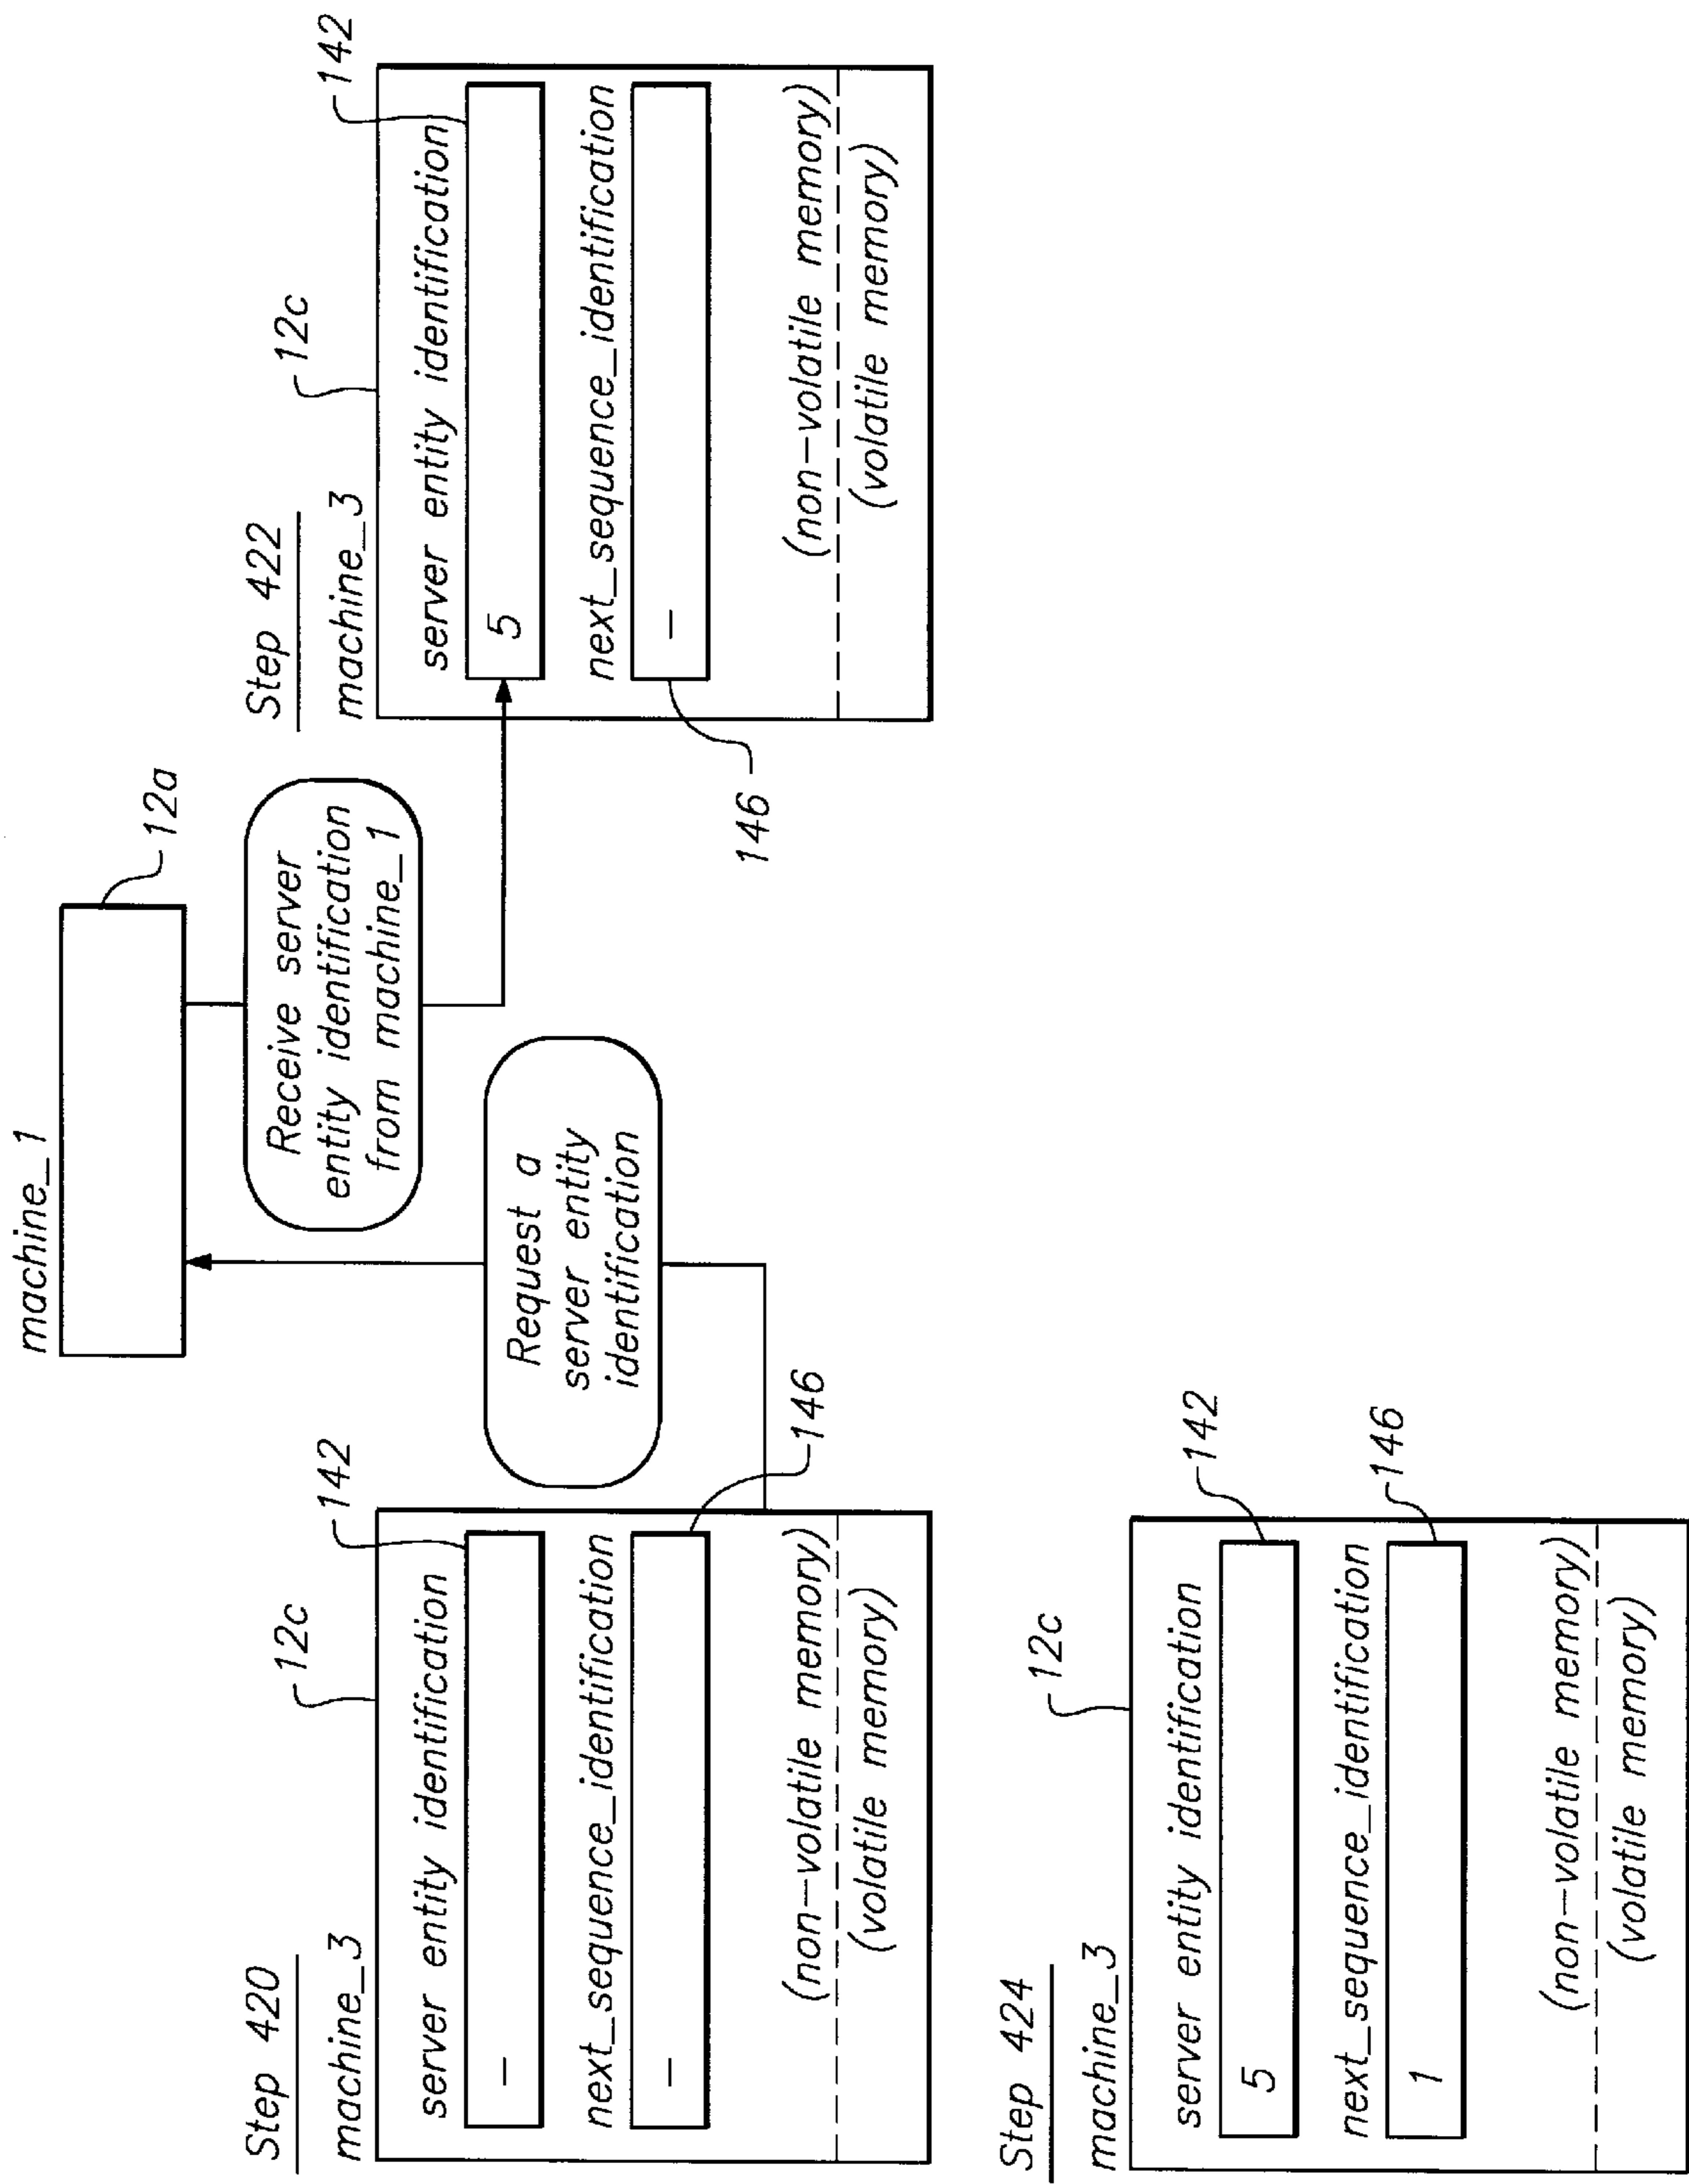 machine_1
12a
Receive server
entity identification
from machine_1
Request a
server entity
identification
Step 420
machine_3
12c
142
server entity identification
–
next_sequence_identification
–
146
(non-volatile memory)
(volatile memory)
Step 422
machine_3
12c
142
server entity identification
5
next_sequence_identification
–
146
(non-volatile memory)
(volatile memory)
Step 424
machine_3
12c
server entity identification
142
5
next_sequence_identification
146
1
(non-volatile memory)
(volatile memory)